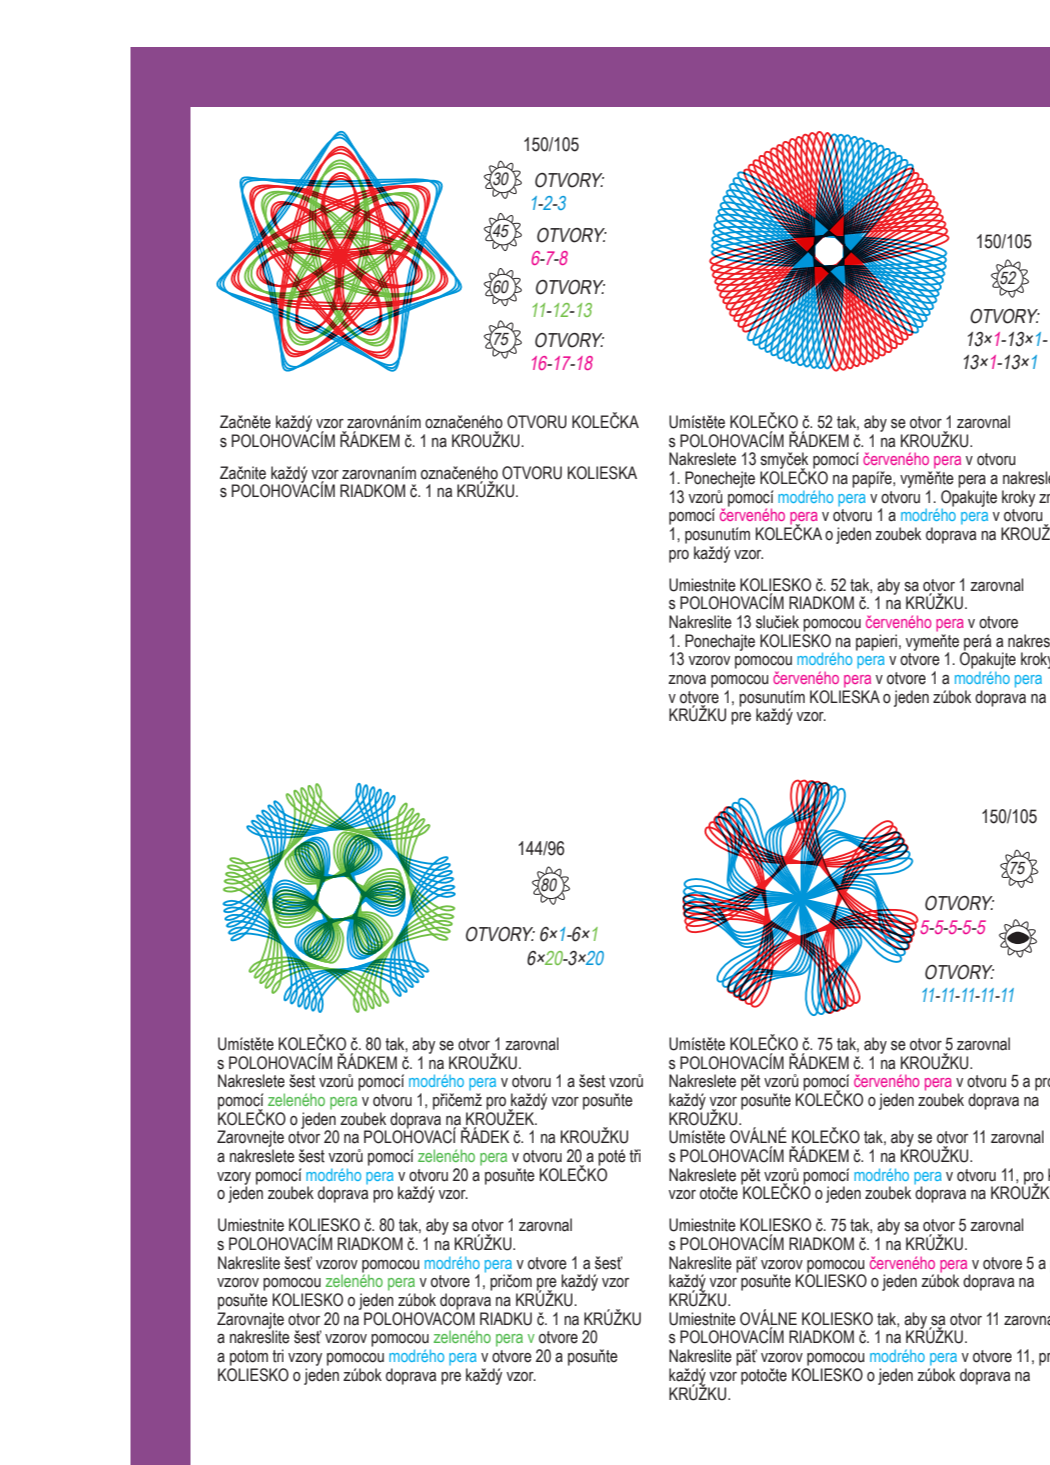 150/105
30 OTVORY:
1-2-3
45 OTVORY:
6-7-8
60 OTVORY:
11-12-13
75 OTVORY:
16-17-18
Začněte každý vzor zarovnáním označeného OTVORU KOLEČKA
s POLOHOVACÍM ŘÁDKEM č. 1 na KROUŽKU.
Začnite každý vzor zarovnaním označeného OTVORU KOLIESKA
s POLOHOVACÍM RIADKOM č. 1 na KRÚŽKU.
150/105
52
OTVORY:
13×1-13×1-
13×1-13×1
Umístěte KOLEČKO č. 52 tak, aby se otvor 1 zarovnal
s POLOHOVACÍM ŘÁDKEM č. 1 na KROUŽKU.
Nakreslete 13 smyček pomocí červeného pera v otvoru
1. Ponechejte KOLEČKO na papíře, vyměňte pera a nakresle
13 vzorů pomocí modrého pera v otvoru 1. Opakujte kroky zn
pomocí červeného pera v otvoru 1 a modrého pera v otvoru
1, posunutím KOLEČKA o jeden zoubek doprava na KROUŽ
pro každý vzor.
Umiestnite KOLIESKO č. 52 tak, aby sa otvor 1 zarovnal
s POLOHOVACÍM RIADKOM č. 1 na KRÚŽKU.
Nakreslite 13 slučiek pomocou červeného pera v otvore
1. Ponechajte KOLIESKO na papieri, vymeňte perá a nakres
13 vzorov pomocou modrého pera v otvore 1. Opakujte kroky
znova pomocou červeného pera v otvore 1 a modrého pera
v otvore 1, posunutím KOLIESKA o jeden zúbok doprava na
KRÚŽKU pre každý vzor.
144/96
80
OTVORY: 6×1-6×1
6×20-3×20
Umístěte KOLEČKO č. 80 tak, aby se otvor 1 zarovnal
s POLOHOVACÍM ŘÁDKEM č. 1 na KROUŽKU.
Nakreslete šest vzorů pomocí modrého pera v otvoru 1 a šest vzorů
pomocí zeleného pera v otvoru 1, přičemž pro každý vzor posuňte
KOLEČKO o jeden zoubek doprava na KROUŽEK.
Zarovnejte otvor 20 na POLOHOVACÍ ŘÁDEK č. 1 na KROUŽKU
a nakreslete šest vzorů pomocí zeleného pera v otvoru 20 a poté tři
vzory pomocí modrého pera v otvoru 20 a posuňte KOLEČKO
o jeden zoubek doprava pro každý vzor.
Umiestnite KOLIESKO č. 80 tak, aby sa otvor 1 zarovnal
s POLOHOVACÍM RIADKOM č. 1 na KRÚŽKU.
Nakreslite šesť vzorov pomocou modrého pera v otvore 1 a šesť
vzorov pomocou zeleného pera v otvore 1, pričom pre každý vzor
posuňte KOLIESKO o jeden zúbok doprava na KRÚŽKU.
Zarovnajte otvor 20 na POLOHOVACOM RIADKU č. 1 na KRÚŽKU
a nakreslite šesť vzorov pomocou zeleného pera v otvore 20
a potom tri vzory pomocou modrého pera v otvore 20 a posuňte
KOLIESKO o jeden zúbok doprava pre každý vzor.
150/105
75
OTVORY:
5-5-5-5-5
OTVORY:
11-11-11-11-11
Umístěte KOLEČKO č. 75 tak, aby se otvor 5 zarovnal
s POLOHOVACÍM ŘÁDKEM č. 1 na KROUŽKU.
Nakreslete pět vzorů pomocí červeného pera v otvoru 5 a pro
každý vzor posuňte KOLEČKO o jeden zoubek doprava na
KROUŽKU.
Umístěte OVÁLNÉ KOLEČKO tak, aby se otvor 11 zarovnal
s POLOHOVACÍM ŘÁDKEM č. 1 na KROUŽKU.
Nakreslete pět vzorů pomocí modrého pera v otvoru 11, pro k
vzor otočte KOLEČKO o jeden zoubek doprava na KROUŽK
Umiestnite KOLIESKO č. 75 tak, aby sa otvor 5 zarovnal
s POLOHOVACÍM RIADKOM č. 1 na KRÚŽKU.
Nakreslite päť vzorov pomocou červeného pera v otvore 5 a
každý vzor posuňte KOLIESKO o jeden zúbok doprava na
KRÚŽKU.
Umiestnite OVÁLNE KOLIESKO tak, aby sa otvor 11 zarovna
s POLOHOVACÍM RIADKOM č. 1 na KRÚŽKU.
Nakreslite päť vzorov pomocou modrého pera v otvore 11, pr
každý vzor potočte KOLIESKO o jeden zúbok doprava na
KRÚŽKU.